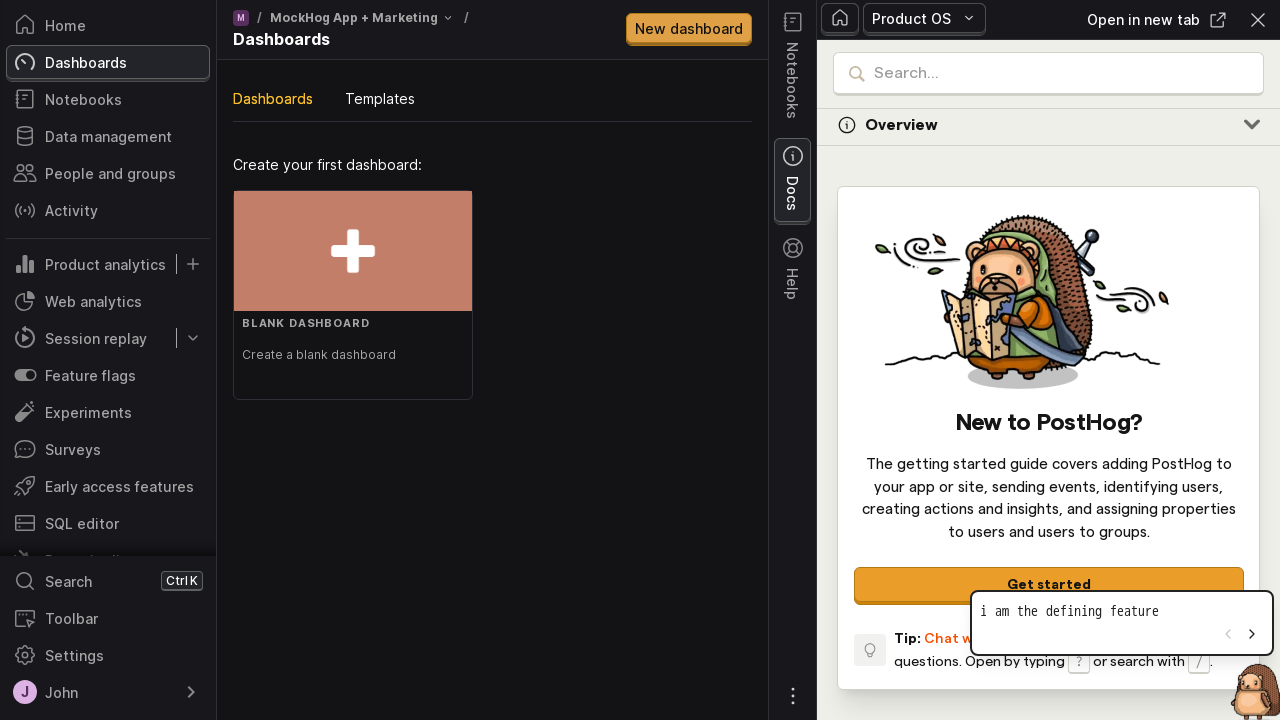 Home
Dashboards
Notebooks
Data management
People and groups
Activity
Product analytics
Web analytics
Session replay
Feature flags
Experiments
Surveys
Early access features
SQL editor
Search Ctrl K
Toolbar
Settings
J John
M / MockHog App + Marketing /
Dashboards
New dashboard
Dashboards Templates
Create your first dashboard:
BLANK DASHBOARD
Create a blank dashboard
Notebooks
Docs
Help
Product OS
Open in new tab
Search...
Overview
New to PostHog?
The getting started guide covers adding PostHog to
your app or site, sending events, identifying users,
creating actions and insights, and assigning properties
to users and users to groups.
Get started
i am the defining feature
Tip: Chat
questions. Open by typing ? or search with / .